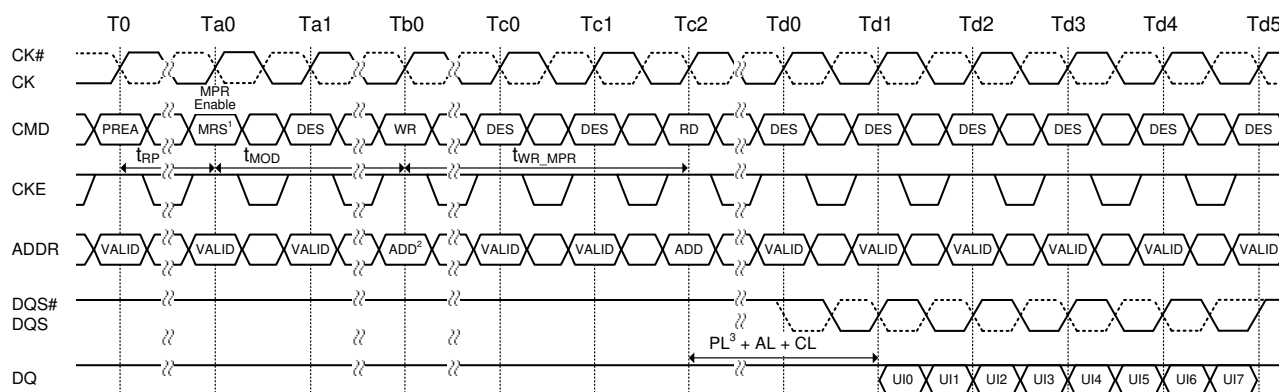 T0 Ta0 Ta1 Tb0 Tc0 Tc1 Tc2 Td0 Td1 Td2 Td3 Td4 Td5
CK#
CK
MPR
Enable
CMD PREA MRS¹ DES WR DES DES RD DES DES DES DES DES DES
tRP tMOD tWR_MPR
CKE
ADDR VALID VALID VALID ADD² VALID VALID ADD VALID VALID VALID VALID VALID VALID
DQS#
DQS
PL³ + AL + CL
DQ UI0 UI1 UI2 UI3 UI4 UI5 UI6 UI7